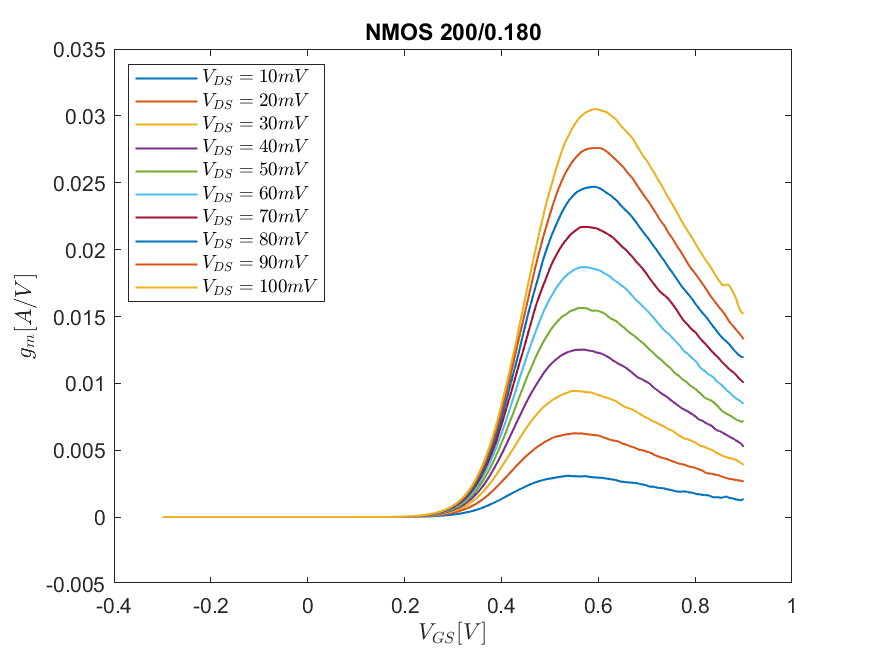 NMOS 200/0.180
0.035
0.03
0.025
0.02
0.015
0.01
0.005
0
-0.005
g_m[A/V]
V_DS = 10mV
V_DS = 20mV
V_DS = 30mV
V_DS = 40mV
V_DS = 50mV
V_DS = 60mV
V_DS = 70mV
V_DS = 80mV
V_DS = 90mV
V_DS = 100mV
-0.4 -0.2 0 0.2 0.4 0.6 0.8 1
V_GS[V]